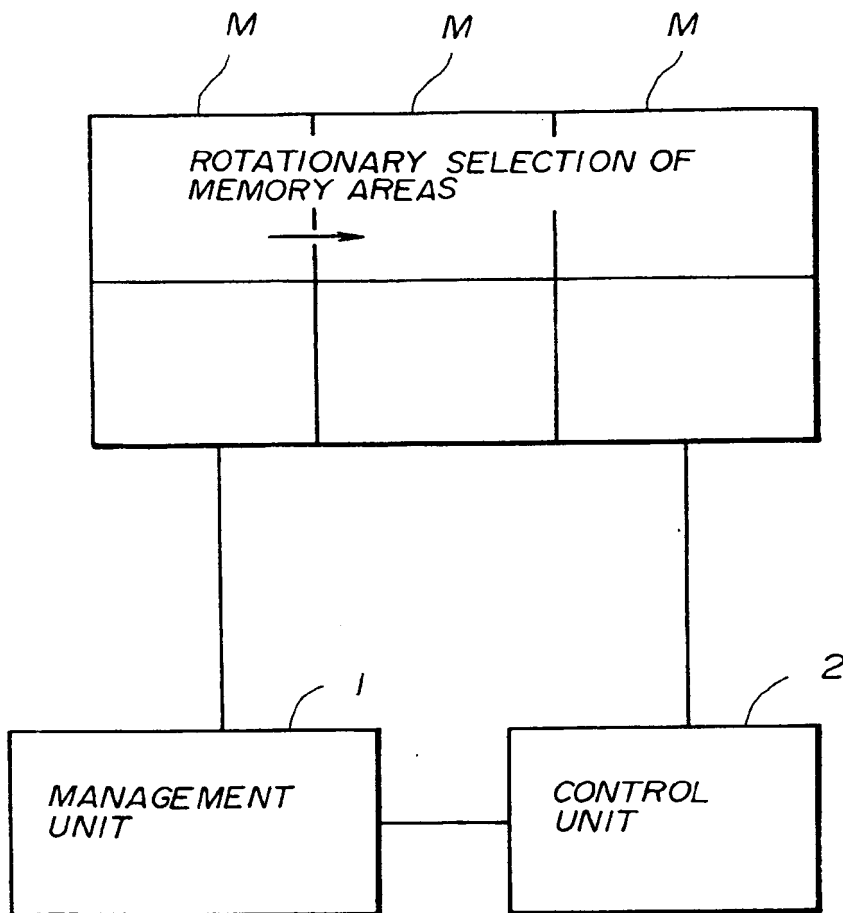 M M M
ROTATIONARY SELECTION OF
MEMORY AREAS
1 2
MANAGEMENT
UNIT
CONTROL
UNIT